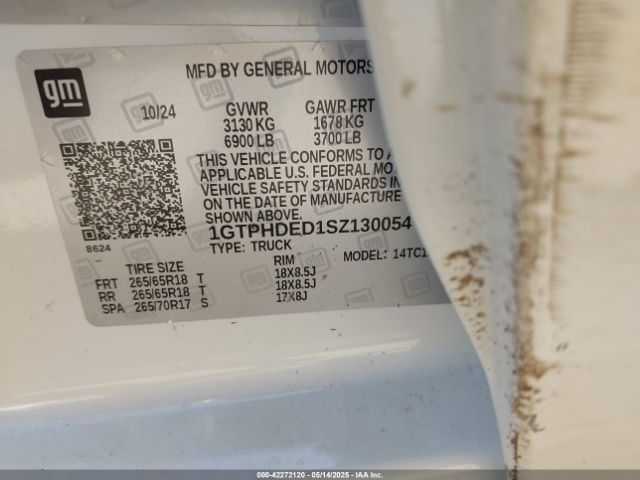 gm
MFD BY GENERAL MOTORS
10/24 GVWR GAWR FRT
3130 KG 1678 KG
6900 LB 3700 LB
THIS VEHICLE CONFORMS TO A
APPLICABLE U.S. FEDERAL MO
VEHICLE SAFETY STANDARDS IN
ON THE DATE OF MANUFACTURE
SHOWN ABOVE.
1GTPHDED1SZ130054
8624 TYPE: TRUCK MODEL: 14TC1
TIRE SIZE RIM
FRT 265/65R18 T 18X8.5J
RR 265/65R18 T 18X8.5J
SPA 265/70R17 S 17X8J
000-42272120 — 05/14/2025 — IAA Inc.